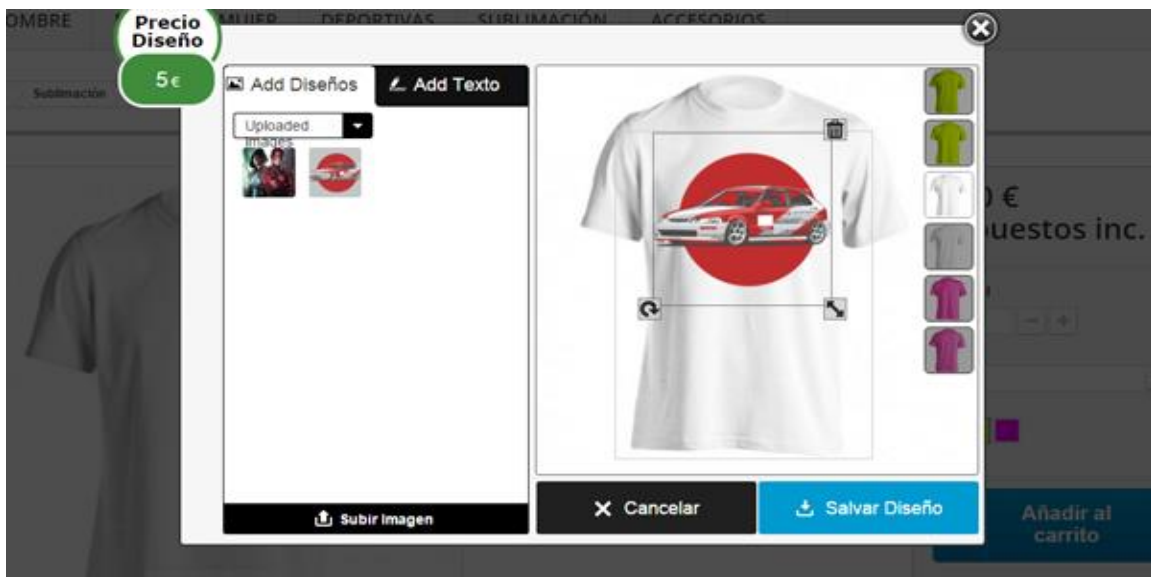 MUJER DEPORTIVAS SUBLIMACIÓN ACCESORIOS
Precio
Diseño
5 €
Sublimación
Add Diseños
Add Texto
Uploaded
Images
€
uestos inc.
Subir Imagen
Cancelar
Salvar Diseño
Añadir al
carrito